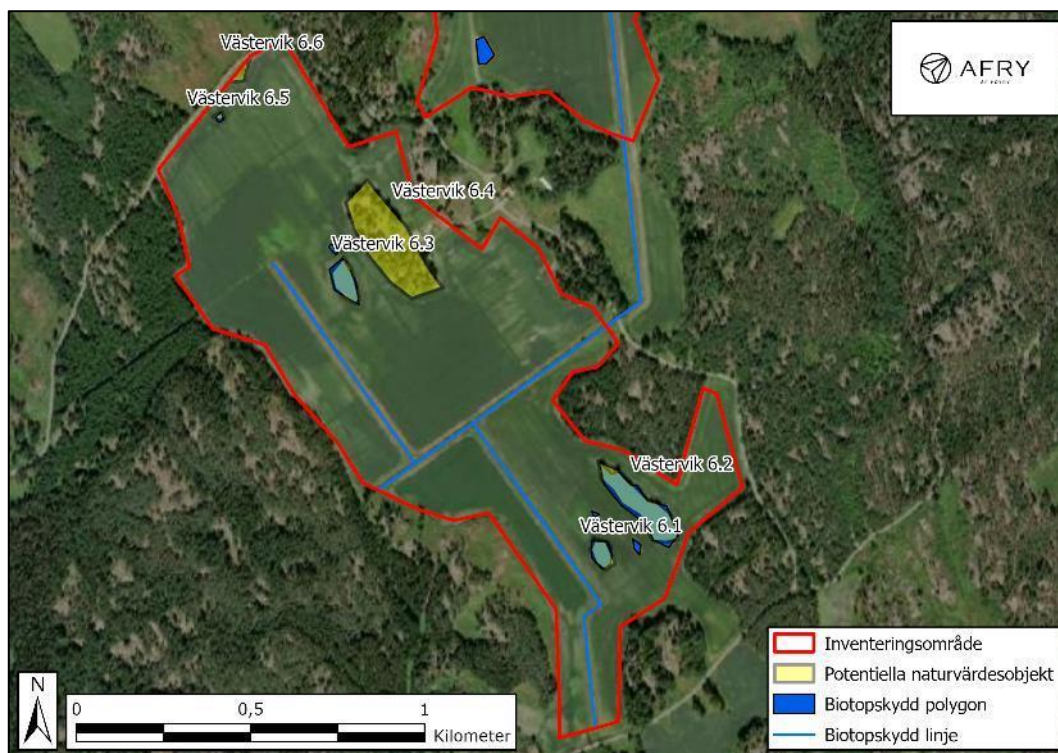 Västervik 6.6
AFRY
Västervik 6.5
Västervik 6.4
Västervik 6.3
Västervik 6.2
Västervik 6.1
Inventeringsområde
Potentiella naturvärdesobjekt
Biotopskydd polygon
Biotopskydd linje
N
0 0,5 1
Kilometer